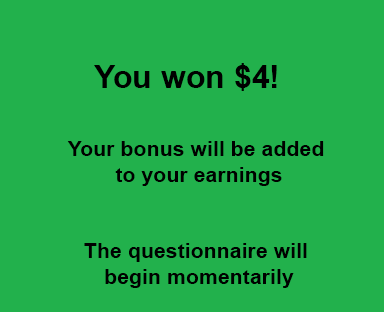 You won $4!
Your bonus will be added
to your earnings
The questionnaire will
begin momentarily